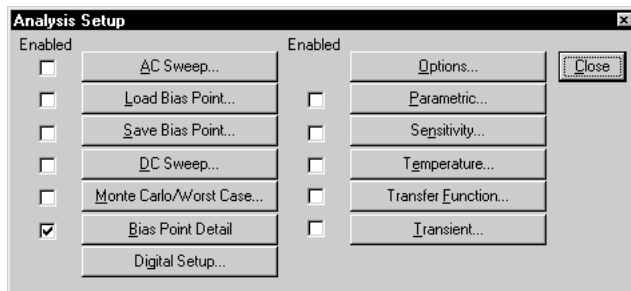 Analysis Setup
Enabled
AC Sweep...
Load Bias Point...
Save Bias Point...
DC Sweep...
Monte Carlo/Worst Case...
Bias Point Detail
Digital Setup...
Enabled
Options...
Parametric...
Sensitivity...
Temperature...
Transfer Function...
Transient...
Close